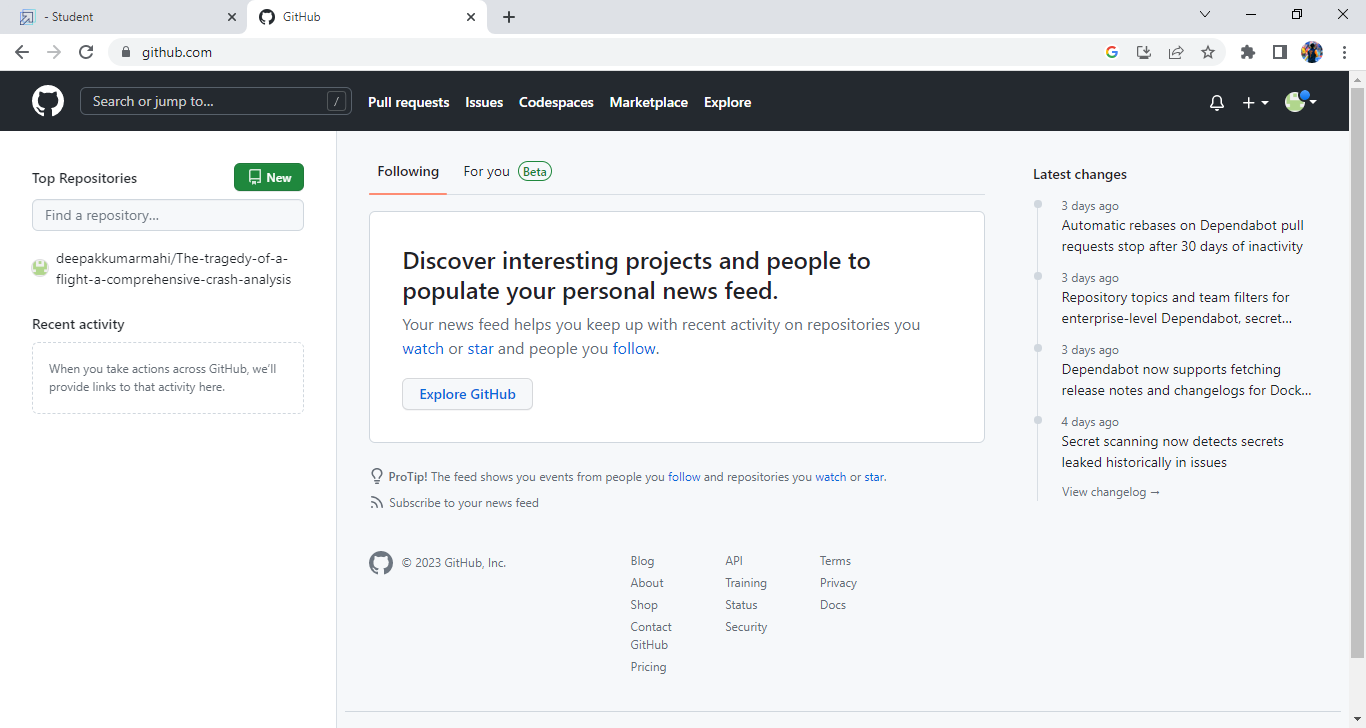 - Student
GitHub
github.com
Search or jump to...
/
Pull requests
Issues
Codespaces
Marketplace
Explore
Top Repositories
New
Find a repository...
deepakkumarmahi/The-tragedy-of-a-
flight-a-comprehensive-crash-analysis
Recent activity
When you take actions across GitHub, we'll
provide links to that activity here.
Following
For you
Beta
Discover interesting projects and people to
populate your personal news feed.
Your news feed helps you keep up with recent activity on repositories you
watch or star and people you follow.
Explore GitHub
ProTip! The feed shows you events from people you follow and repositories you watch or star.
Subscribe to your news feed
© 2023 GitHub, Inc.
Blog
About
Shop
Contact
GitHub
Pricing
API
Training
Status
Security
Terms
Privacy
Docs
Latest changes
3 days ago
Automatic rebases on Dependabot pull
requests stop after 30 days of inactivity
3 days ago
Repository topics and team filters for
enterprise-level Dependabot, secret...
3 days ago
Dependabot now supports fetching
release notes and changelogs for Dock...
4 days ago
Secret scanning now detects secrets
leaked historically in issues
View changelog →